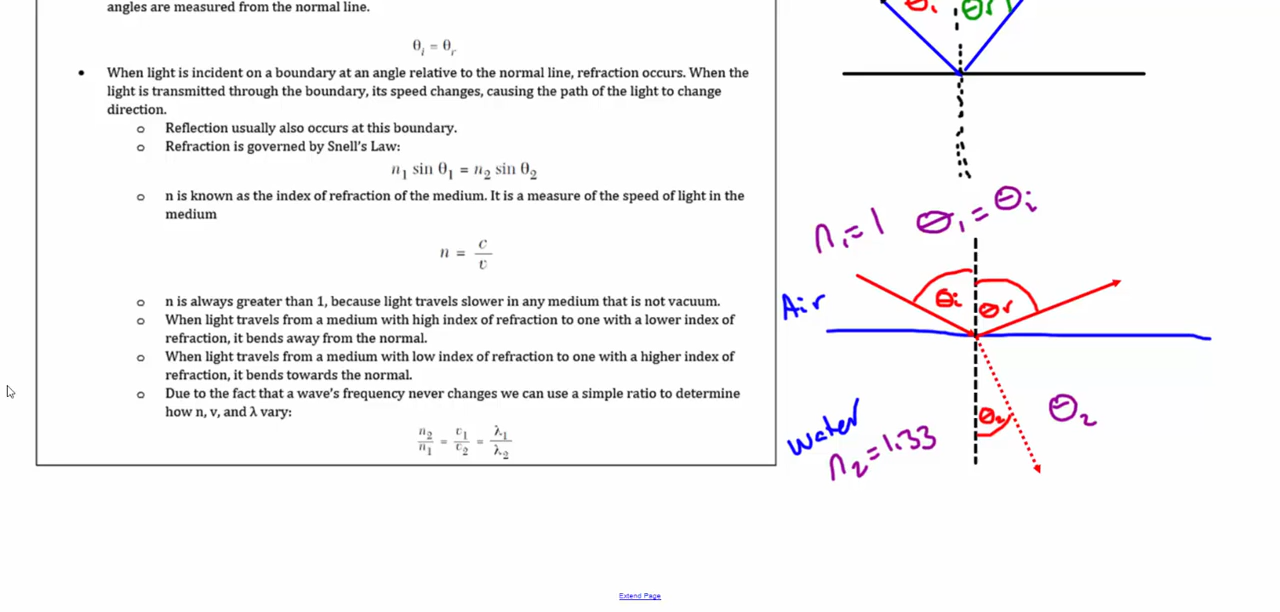 angles are measured from the normal line.
θi = θr
• When light is incident on a boundary at an angle relative to the normal line, refraction occurs. When the
light is transmitted through the boundary, its speed changes, causing the path of the light to change
direction.
o Reflection usually also occurs at this boundary.
o Refraction is governed by Snell's Law:
n1 sin θ1 = n2 sin θ2
o n is known as the index of refraction of the medium. It is a measure of the speed of light in the
medium
n = c/v
o n is always greater than 1, because light travels slower in any medium that is not vacuum.
o When light travels from a medium with high index of refraction to one with a lower index of
refraction, it bends away from the normal.
o When light travels from a medium with low index of refraction to one with a higher index of
refraction, it bends towards the normal.
o Due to the fact that a wave's frequency never changes we can use a simple ratio to determine
how n, v, and λ vary:
n2/n1 = v1/v2 = λ1/λ2
θi θr
n1=1 θ1=θi
Air
θi θr
water
n2=1.33
θ2
θ2
Extend Page